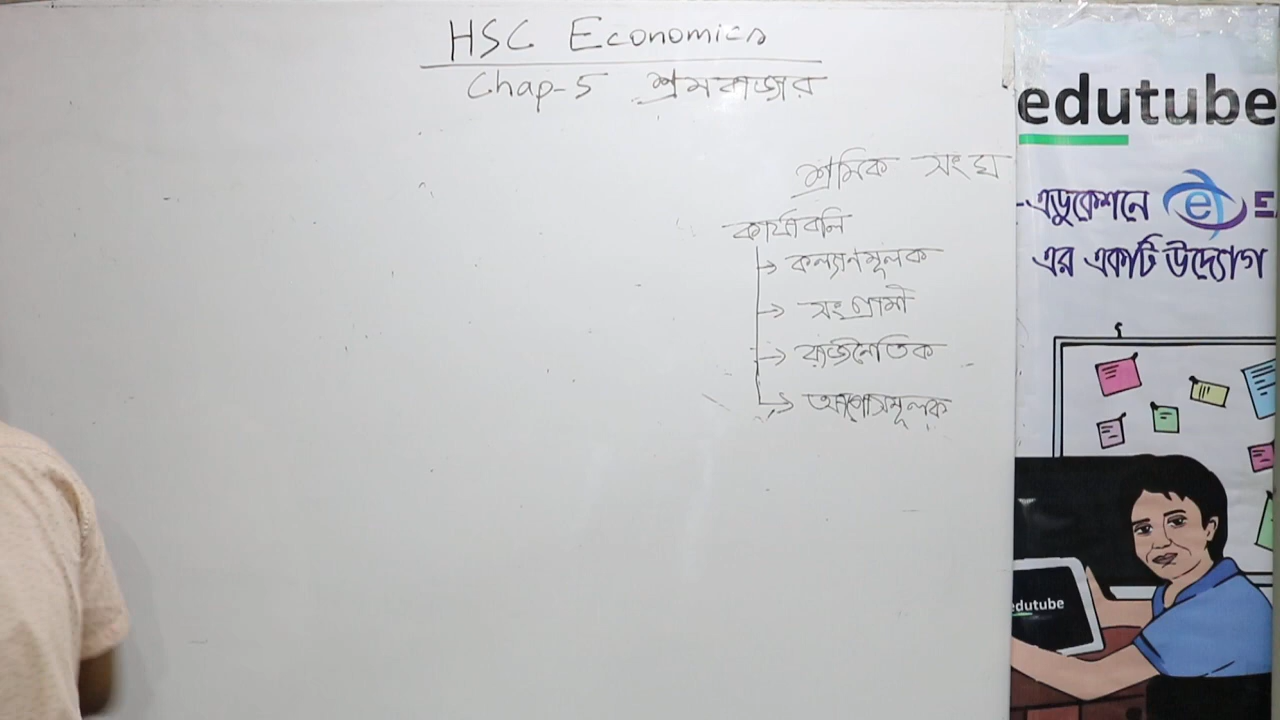 HSC Economics
Chap-5 শ্রমবাজার
শ্রমিক সংঘ
কার্যাবলি
→ কল্যানমূলক
→ সংগ্রামী
→ রাজনৈতিক
→ আপোসমূলক
edutube
-এডুকেশনে e E
এর একটি উদ্যোগ
edutube